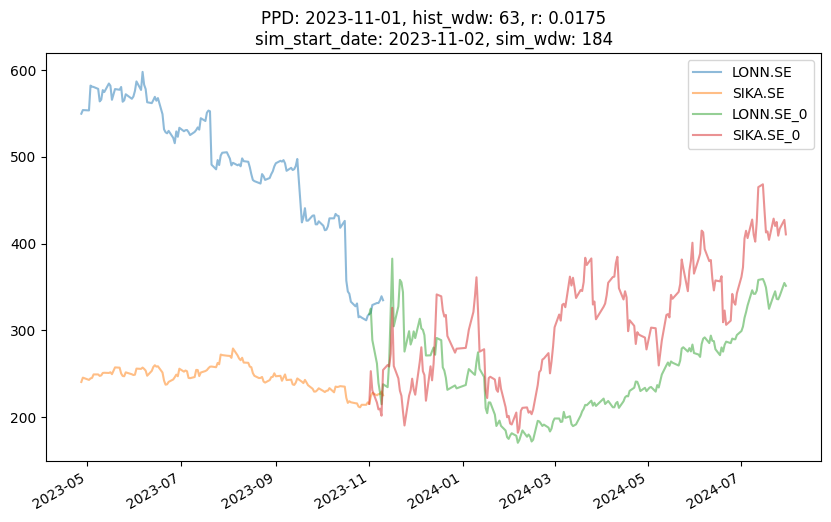 PPD: 2023-11-01, hist_wdw: 63, r: 0.0175
sim_start_date: 2023-11-02, sim_wdw: 184
LONN.SE
SIKA.SE
LONN.SE_0
SIKA.SE_0
600
500
400
300
200
2023-05
2023-07
2023-09
2023-11
2024-01
2024-03
2024-05
2024-07